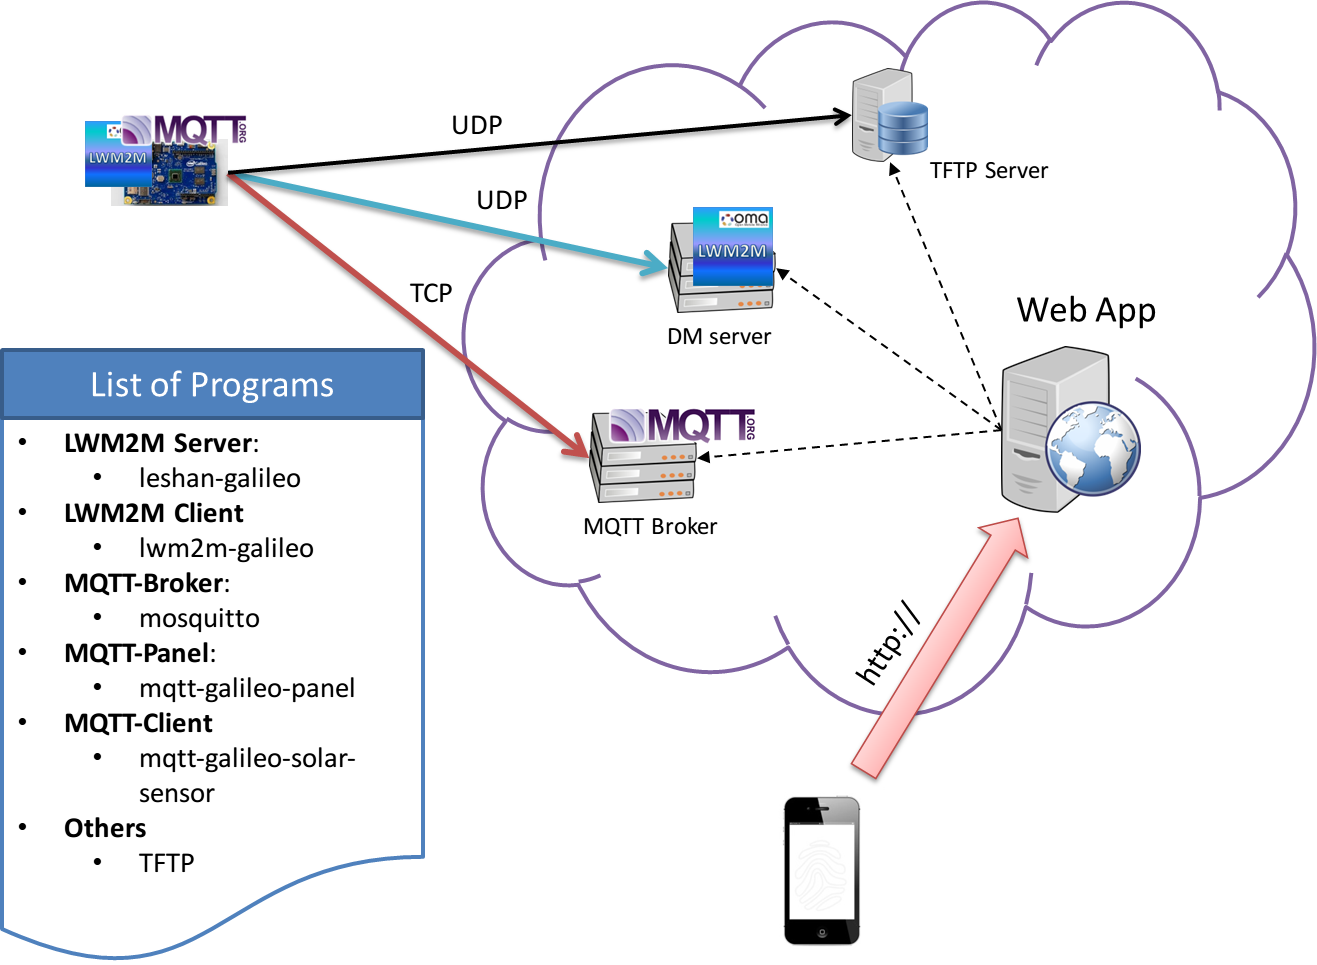 MQTT.ORG
LWM2M
UDP
TFTP Server
UDP
oma
LWM2M
DM server
TCP
Web App
MQTT.ORG
MQTT Broker
http://
List of Programs
• LWM2M Server:
• leshan-galileo
• LWM2M Client
• lwm2m-galileo
• MQTT-Broker:
• mosquitto
• MQTT-Panel:
• mqtt-galileo-panel
• MQTT-Client
• mqtt-galileo-solar-
sensor
• Others
• TFTP